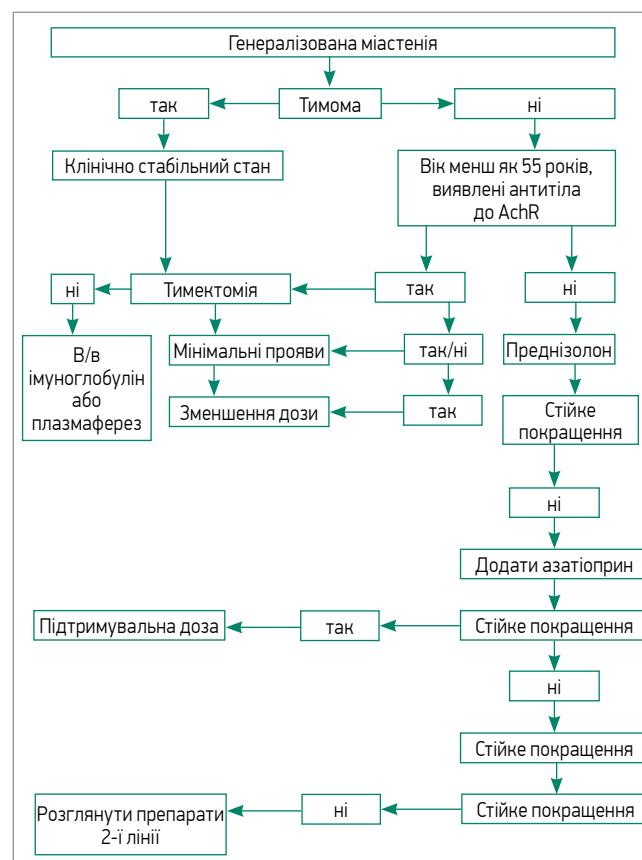 Генералізована міастенія
так
Тимома
ні
Клінічно стабільний стан
Вік менш як 55 років,
виявлені антитіла
до AchR
ні
Тимектомія
так
ні
В/в
імуноглобулін
або
плазмаферез
Мінімальні прояви
так/ні
Преднізолон
Зменшення дози
так
Стійке
покращення
ні
Додати азатіоприн
Підтримувальна доза
так
Стійке покращення
ні
Стійке покращення
Розглянути препарати
2-ї лінії
ні
Стійке покращення